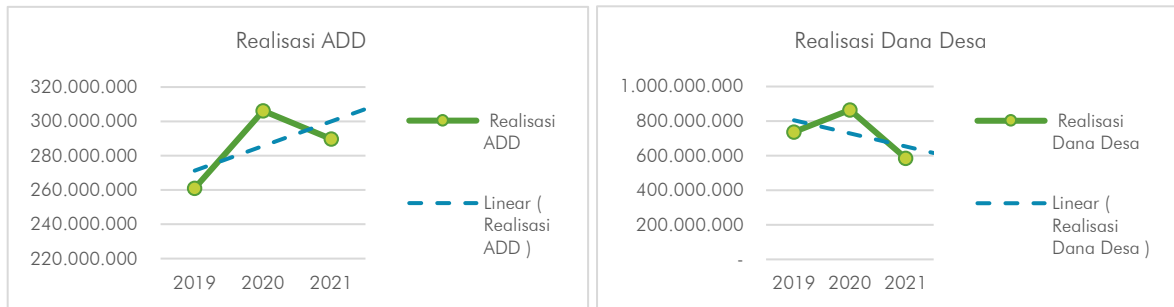 Realisasi ADD
320.000.000
300.000.000
280.000.000
260.000.000
240.000.000
220.000.000
2019 2020 2021
Realisasi
ADD
Linear (
Realisasi
ADD )
Realisasi Dana Desa
1.000.000.000
800.000.000
600.000.000
400.000.000
200.000.000
-
2019 2020 2021
Realisasi
Dana Desa
Linear (
Realisasi
Dana Desa )